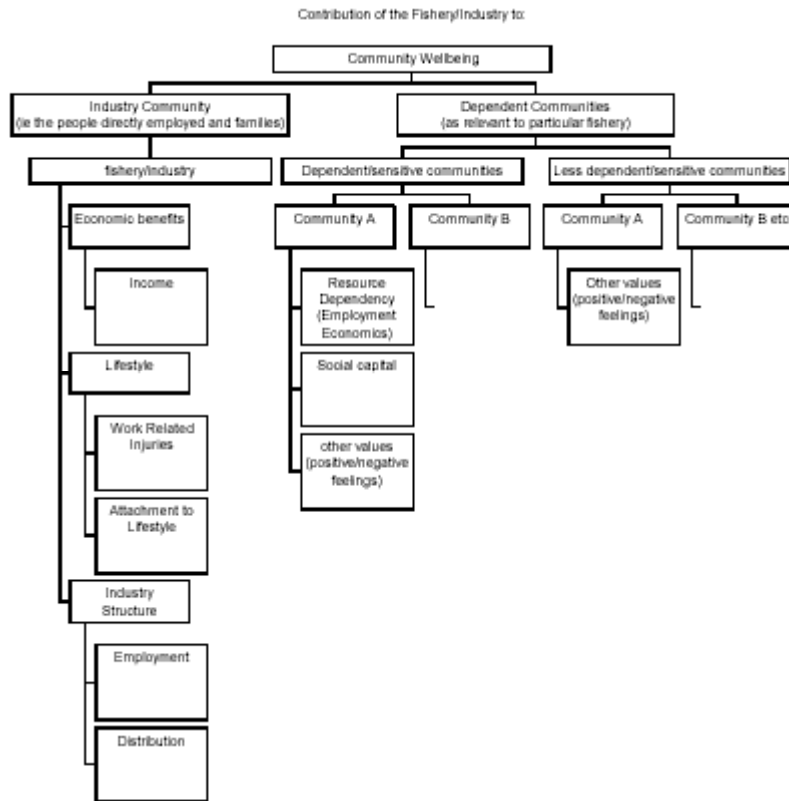 Contribution of the Fishery/Industry to:
Community Wellbeing
Industry Community
(ie the people directly employed and families)
Dependent Communities
(as relevant to particular fishery)
fishery/industry
Dependent/sensitive communities
Less dependent/sensitive communities
Economic benefits
Community A
Community B
Community A
Community B etc
Income
Resource
Dependency
(Employment
Economics)
Other values
(positive/negative
feelings)
Lifestyle
Social capital
Work Related
Injuries
other values
(positive/negative
feelings)
Attachment to
Lifestyle
Industry
Structure
Employment
Distribution